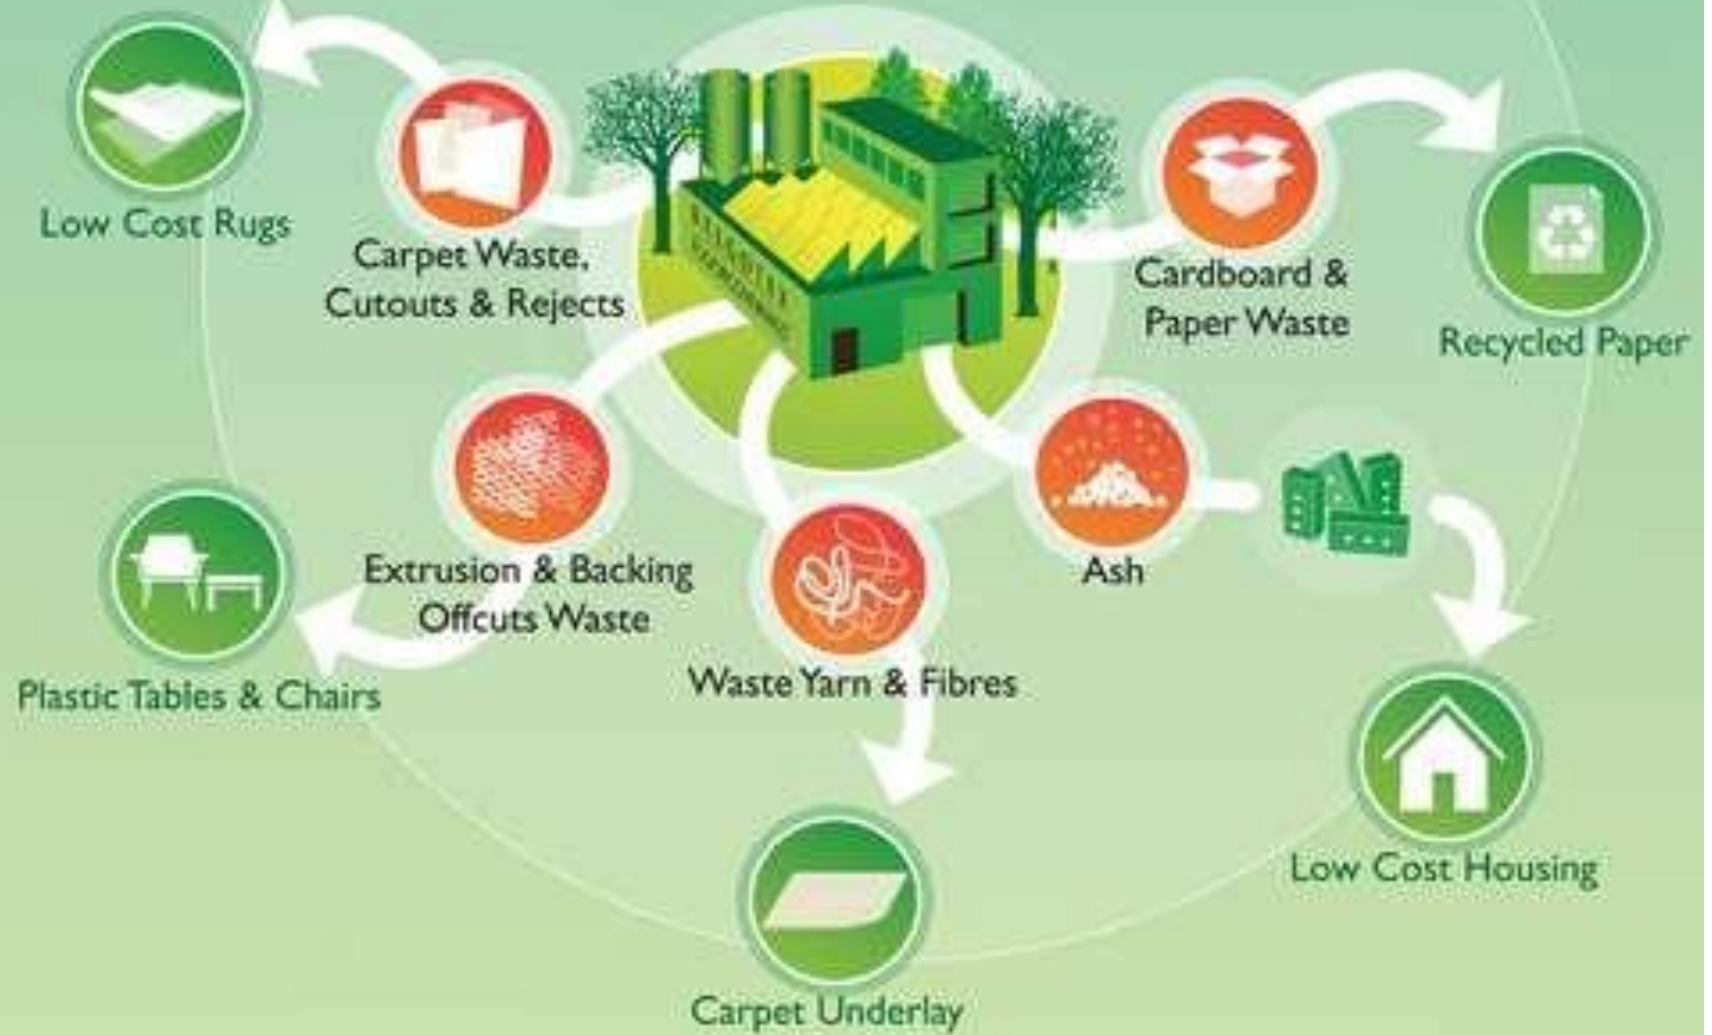 Low Cost Rugs
Carpet Waste,
Cutouts & Rejects
Cardboard &
Paper Waste
Recycled Paper
Extrusion & Backing
Offcuts Waste
Ash
Plastic Tables & Chairs
Waste Yarn & Fibres
Low Cost Housing
Carpet Underlay